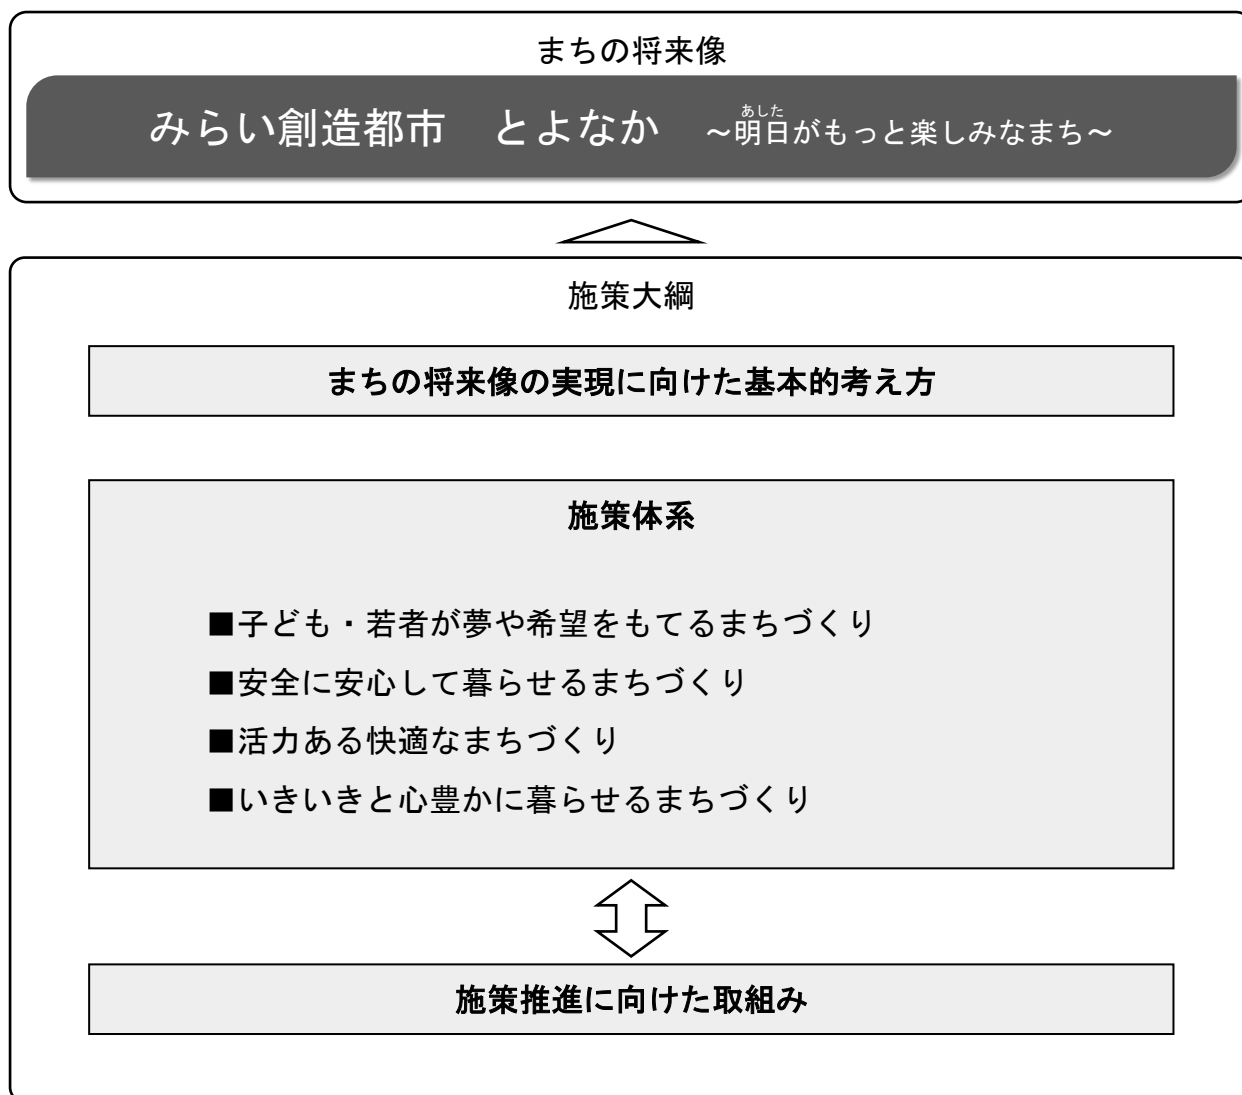 まちの将来像
みらい創造都市　とよなか　～明日がもっと楽しみなまち～
あした
施策大綱
まちの将来像の実現に向けた基本的考え方
施策体系
■子ども・若者が夢や希望をもてるまちづくり
■安全に安心して暮らせるまちづくり
■活力ある快適なまちづくり
■いきいきと心豊かに暮らせるまちづくり
施策推進に向けた取組み